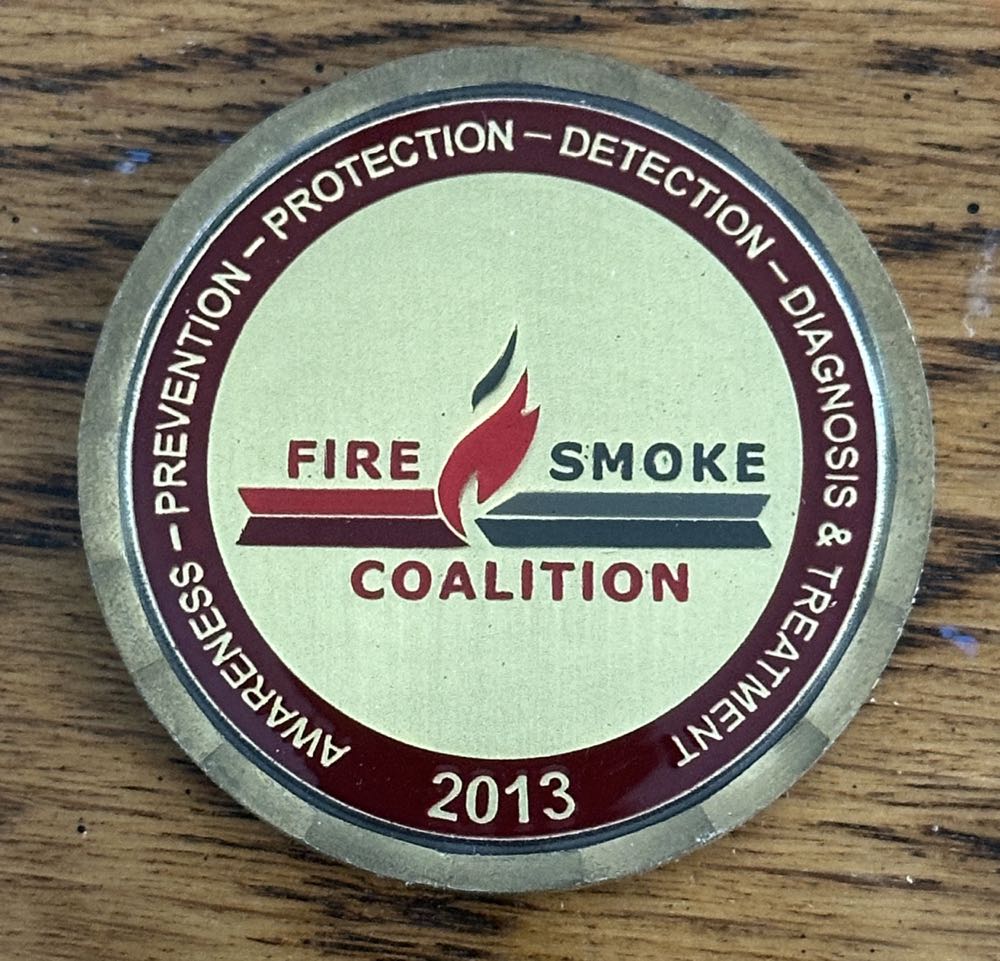 AWARENESS – PREVENTION – PROTECTION – DETECTION – DIAGNOSIS & TREATMENT
FIRE SMOKE
COALITION
2013